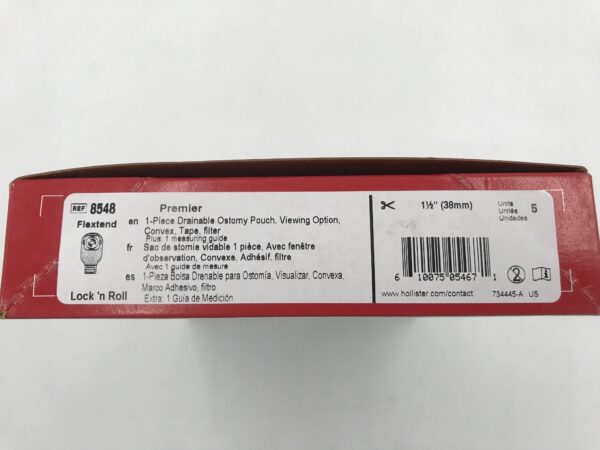 REF 8548
Flextend
Lock 'n Roll
Premier
en 1-Piece Drainable Ostomy Pouch, Viewing Option,
Convex, Tape, filter
Plus: 1 measuring guide
fr Sac de stomie vidable 1 pièce, Avec fenêtre
d'observation, Convexe, Adhésif, filtre
Avec 1 guide de mesure
es 1-Pieza Bolsa Drenable para Ostomía, Visualizar, Convexa,
Marco Adhesivo, filtro
Extra: 1 Guía de Medición
1½" (38mm)
Units
Unités
Unidades
5
6 10075 05467 1
2
www.hollister.com/contact
734445-A US